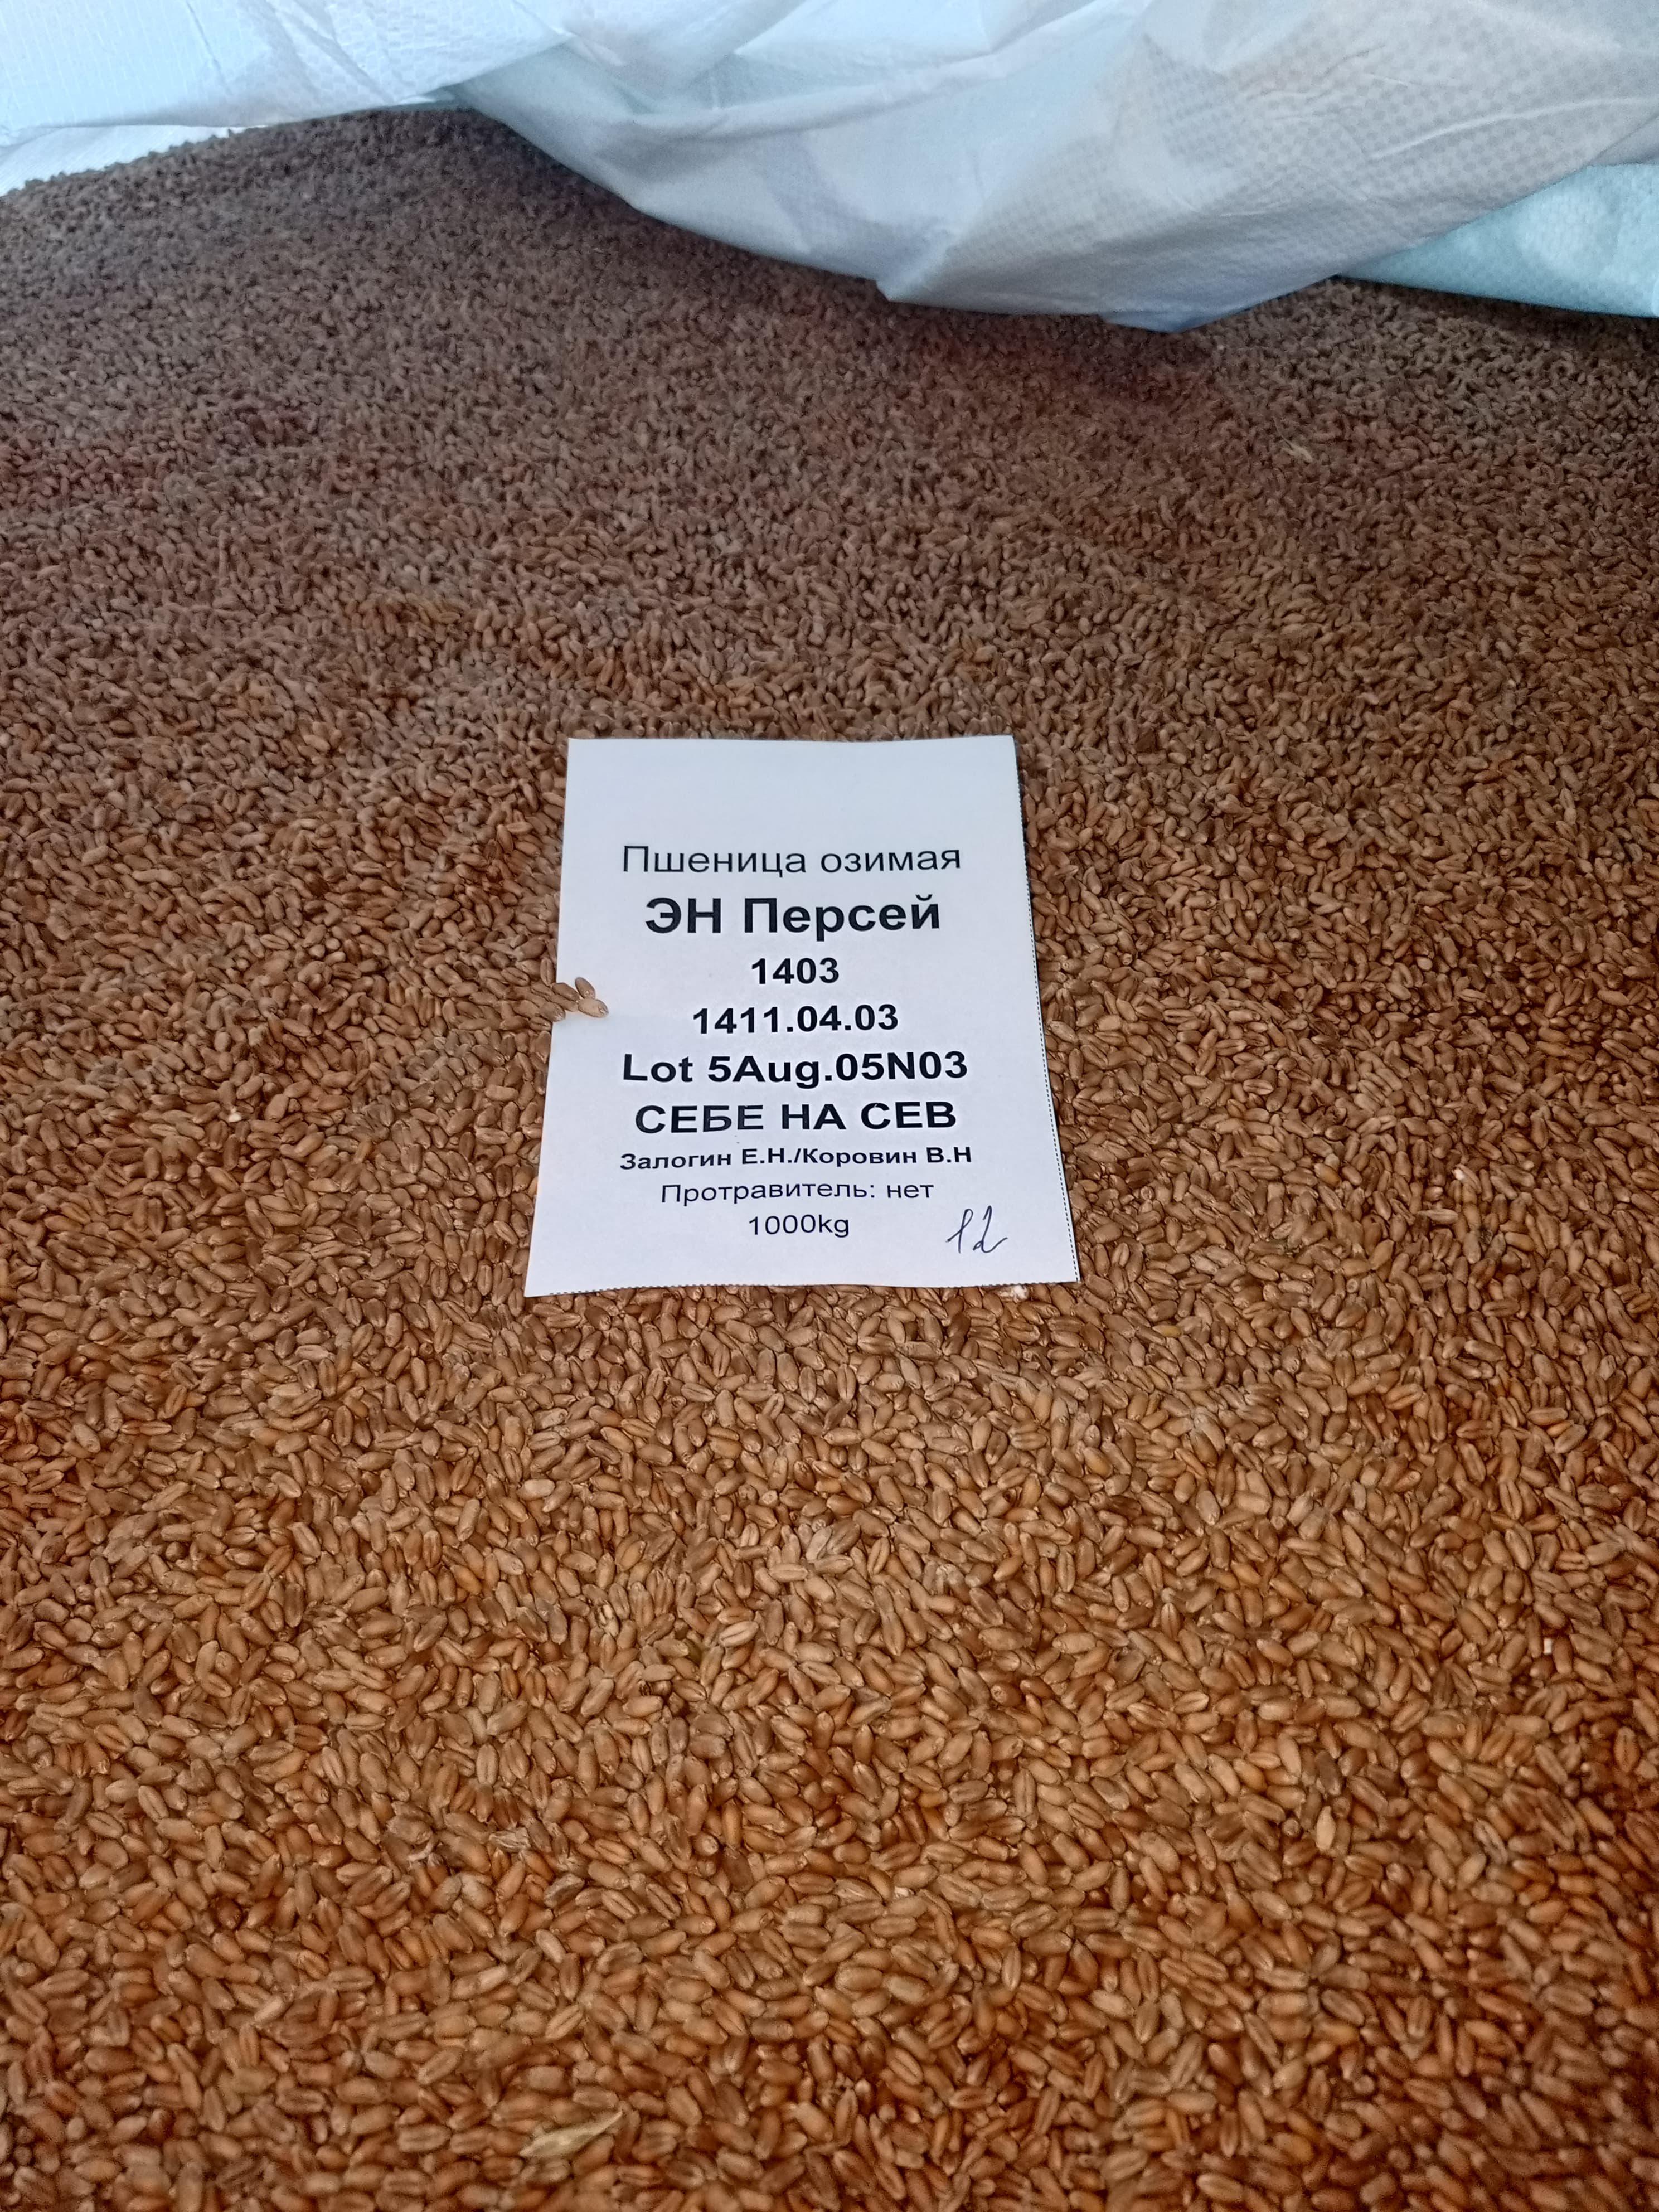 Пшеница озимая
ЭН Персей
1403
1411.04.03
Lot 5Aug.05N03
СЕБЕ НА СЕВ
Залогин Е.Н./Коровин В.Н
Протравитель: нет
1000kg 12